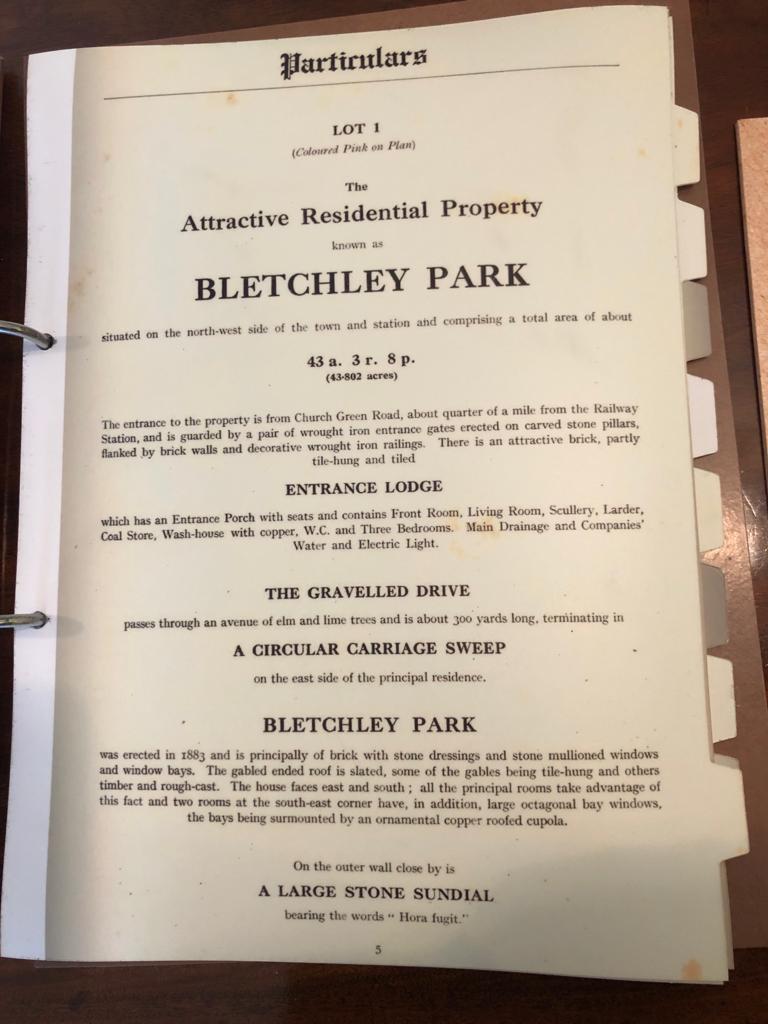 Particulars
LOT 1
(Coloured Pink on Plan)
The
Attractive Residential Property
known as
BLETCHLEY PARK
situated on the north-west side of the town and station and comprising a total area of about
43 a. 3 r. 8 p.
(43·802 acres)
The entrance to the property is from Church Green Road, about quarter of a mile from the Railway
Station, and is guarded by a pair of wrought iron entrance gates erected on carved stone pillars,
flanked by brick walls and decorative wrought iron railings. There is an attractive brick, partly
tile-hung and tiled
ENTRANCE LODGE
which has an Entrance Porch with seats and contains Front Room, Living Room, Scullery, Larder,
Coal Store, Wash-house with copper, W.C. and Three Bedrooms. Main Drainage and Companies'
Water and Electric Light.
THE GRAVELLED DRIVE
passes through an avenue of elm and lime trees and is about 300 yards long, terminating in
A CIRCULAR CARRIAGE SWEEP
on the east side of the principal residence.
BLETCHLEY PARK
was erected in 1883 and is principally of brick with stone dressings and stone mullioned windows
and window bays. The gabled ended roof is slated, some of the gables being tile-hung and others
timber and rough-cast. The house faces east and south ; all the principal rooms take advantage of
this fact and two rooms at the south-east corner have, in addition, large octagonal bay windows,
the bays being surmounted by an ornamental copper roofed cupola.
On the outer wall close by is
A LARGE STONE SUNDIAL
bearing the words " Hora fugit."
5